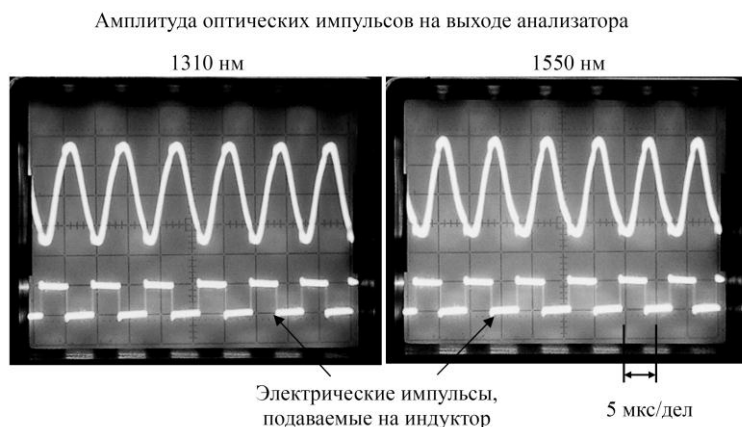 Амплитуда оптических импульсов на выходе анализатора
1310 нм
1550 нм
Электрические импульсы,
подаваемые на индуктор
5 мкс/дел